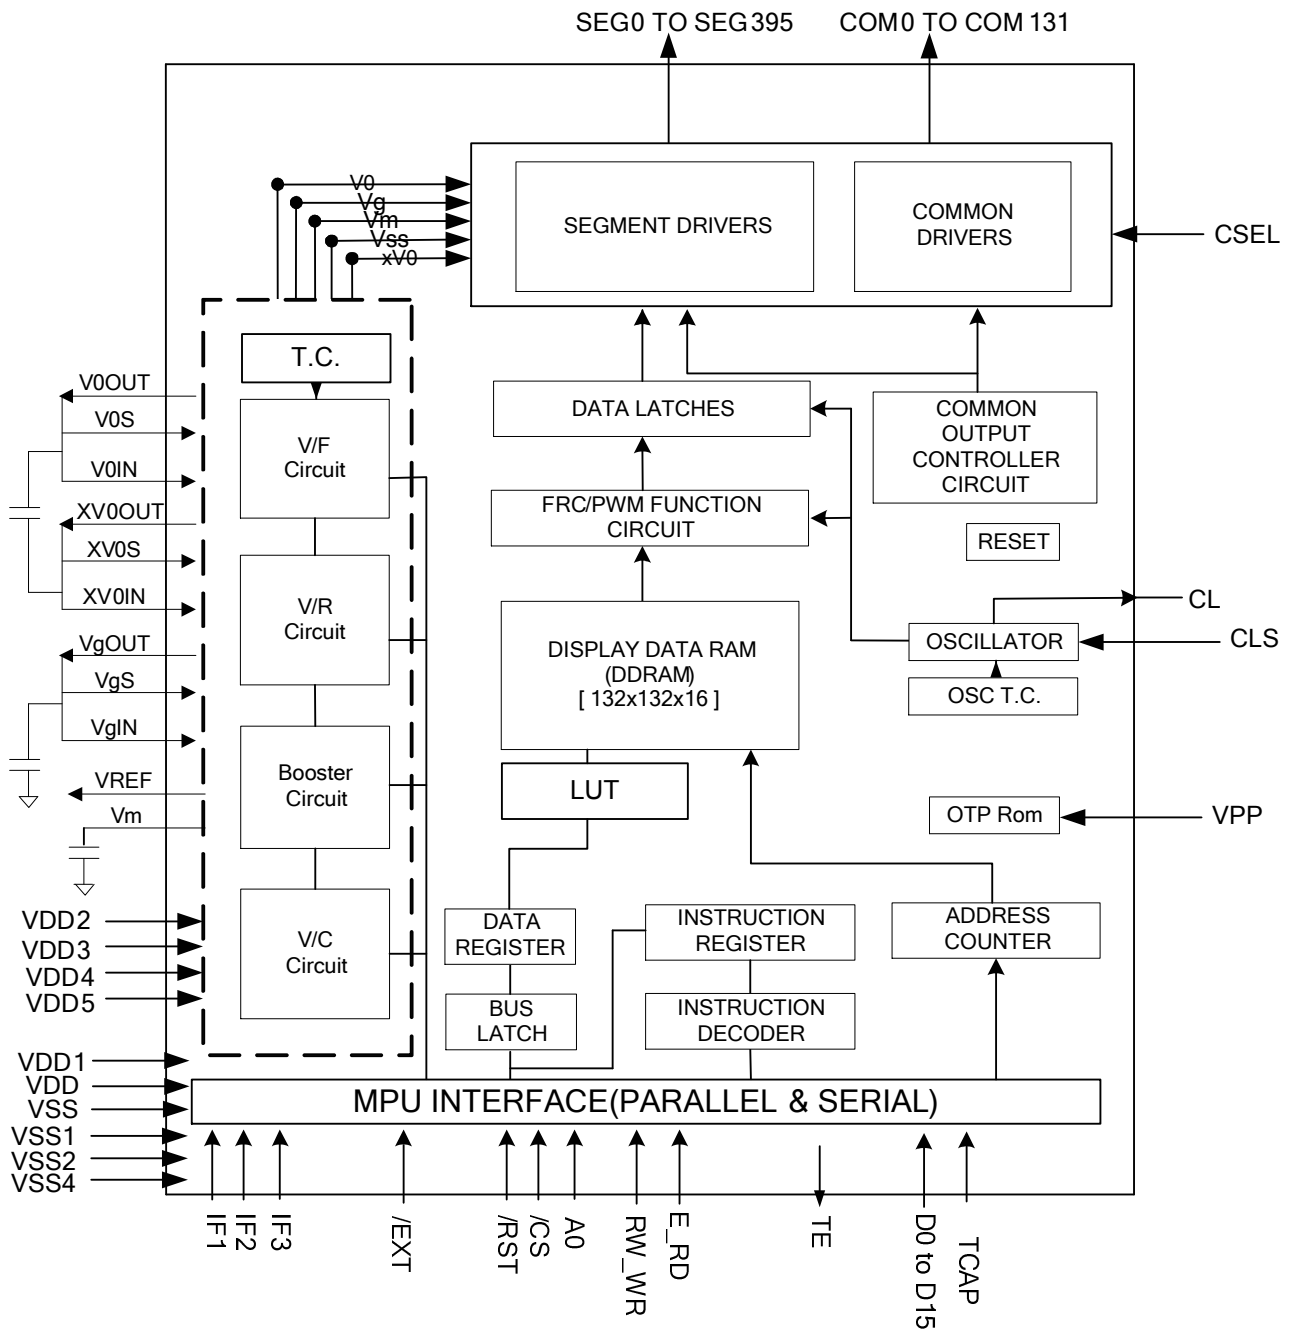 SEG0 TO SEG395
COM0 TO COM 131
V0
Vg
Vm
Vss
xV0
SEGMENT DRIVERS
COMMON
DRIVERS
CSEL
T.C.
V0OUT
V0S
V0IN
XV0OUT
XV0S
XV0IN
VgOUT
VgS
VgIN
VREF
Vm
V/F
Circuit
V/R
Circuit
Booster
Circuit
V/C
Circuit
DATA LATCHES
COMMON
OUTPUT
CONTROLLER
CIRCUIT
FRC/PWM FUNCTION
CIRCUIT
RESET
DISPLAY DATA RAM
(DDRAM)
[ 132x132x16 ]
CL
OSCILLATOR
CLS
OSC T.C.
LUT
OTP Rom
VPP
DATA
REGISTER
INSTRUCTION
REGISTER
ADDRESS
COUNTER
BUS
LATCH
INSTRUCTION
DECODER
VDD2
VDD3
VDD4
VDD5
VDD1
VDD
VSS
VSS1
VSS2
VSS4
MPU INTERFACE(PARALLEL & SERIAL)
IF1
IF2
IF3
/EXT
/RST
/CS
A0
RW_WR
E_RD
TE
D0 to D15
TCAP